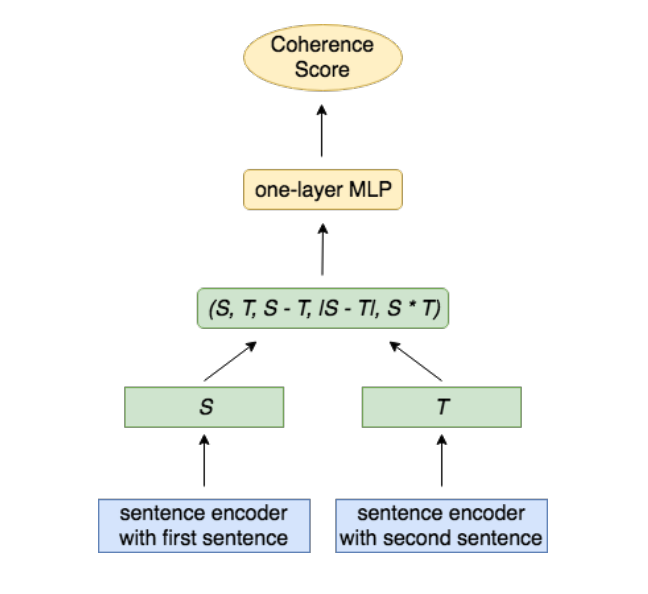 Coherence
Score
one-layer MLP
(S, T, S - T, |S - T|, S * T)
S
T
sentence encoder
with first sentence
sentence encoder
with second sentence